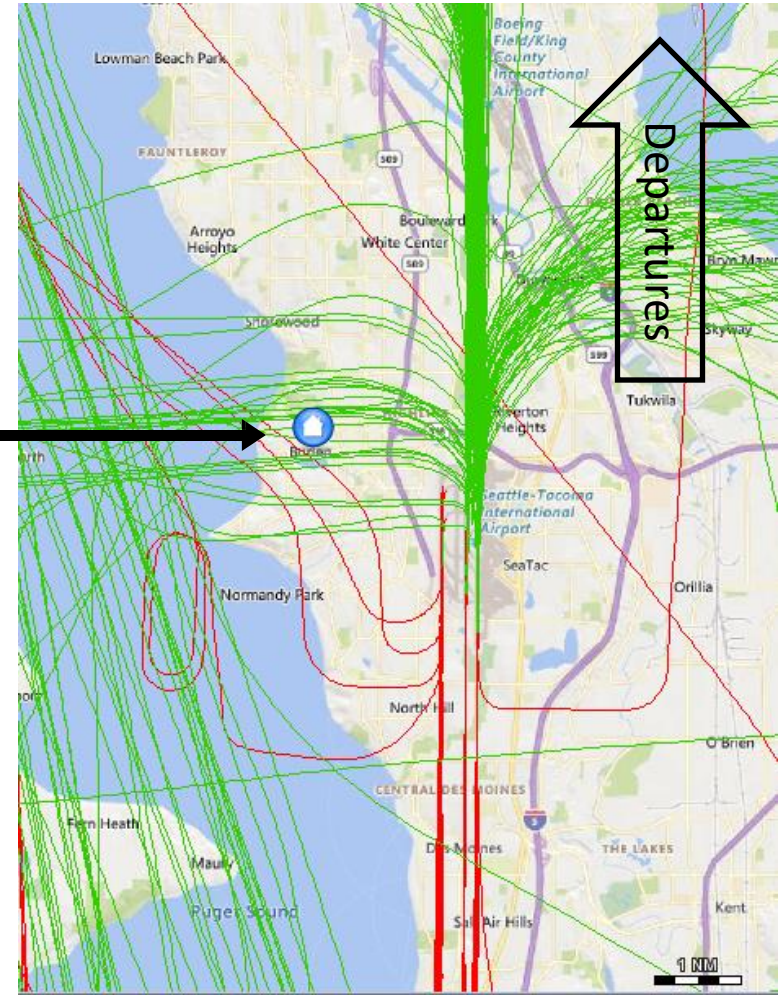 Lowman Beach Park
Boeing
Field/King
County
International
Airport
FAUNTLEROY
509
Departures
Arroyo
Heights
Boulevard Park
White Center
509
Bryn Mawr
Shorewood
Skyway
599
Tukwila
Riverton
Heights
Burien
Seattle-Tacoma
International
Airport
SeaTac
Normandy Park
Orillia
North Hill
O'Brien
CENTRAL DES MOINES
5
Fern Heath
Des Moines
THE LAKES
Maury
Puget Sound
Salt Air Hills
Kent
1 NM